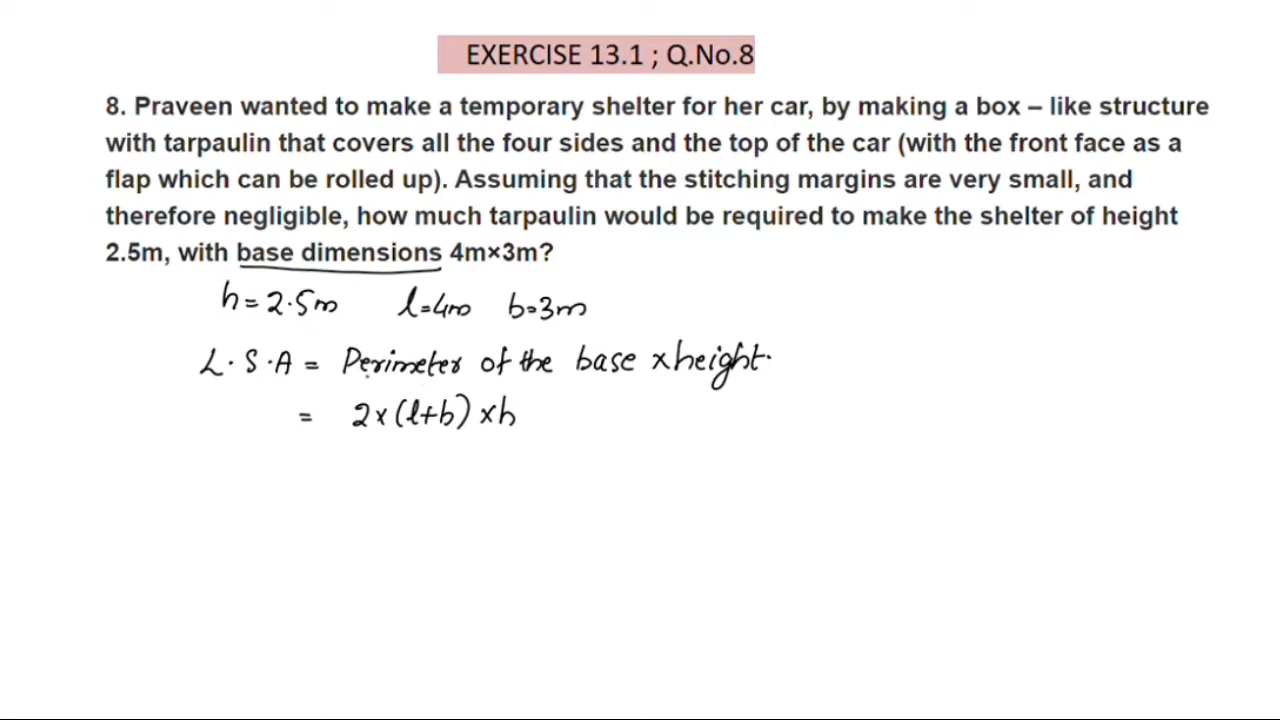 EXERCISE 13.1 ; Q.No.8
8. Praveen wanted to make a temporary shelter for her car, by making a box – like structure
with tarpaulin that covers all the four sides and the top of the car (with the front face as a
flap which can be rolled up). Assuming that the stitching margins are very small, and
therefore negligible, how much tarpaulin would be required to make the shelter of height
2.5m, with base dimensions 4m×3m?
h = 2.5m l=4m b=3m
L.S.A = Perimeter of the base × height.
= 2×(l+b)×h